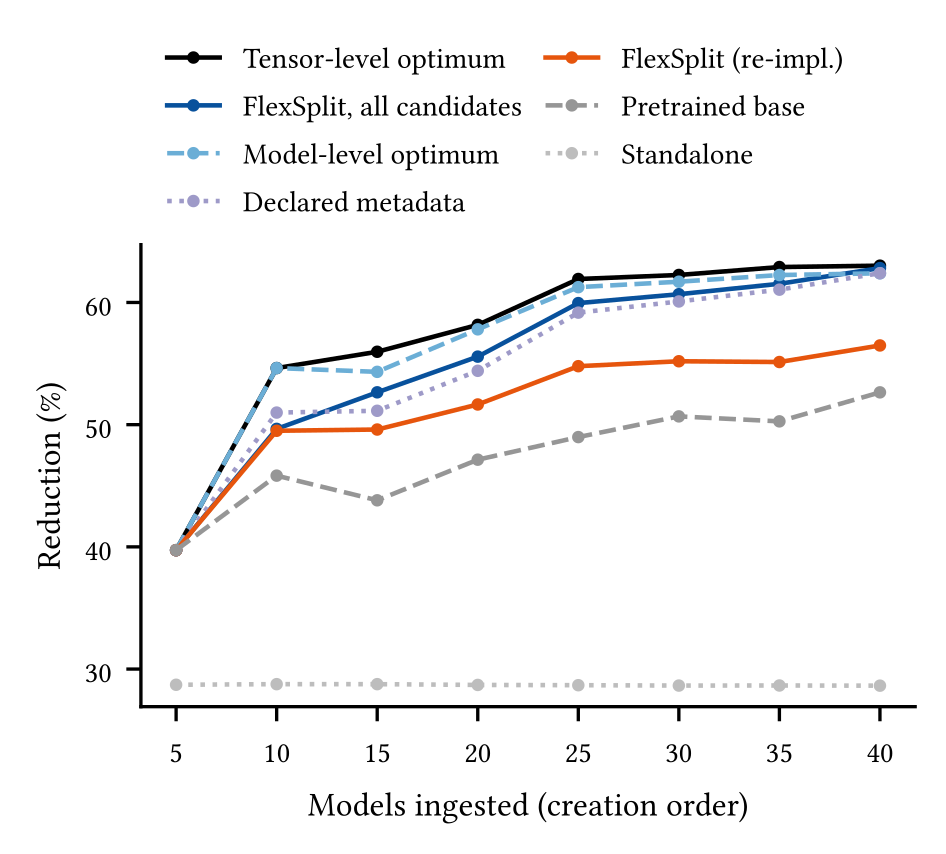 Tensor-level optimum
FlexSplit, all candidates
Model-level optimum
Declared metadata
FlexSplit (re-impl.)
Pretrained base
Standalone
Reduction (%)
60
50
40
30
5 10 15 20 25 30 35 40
Models ingested (creation order)